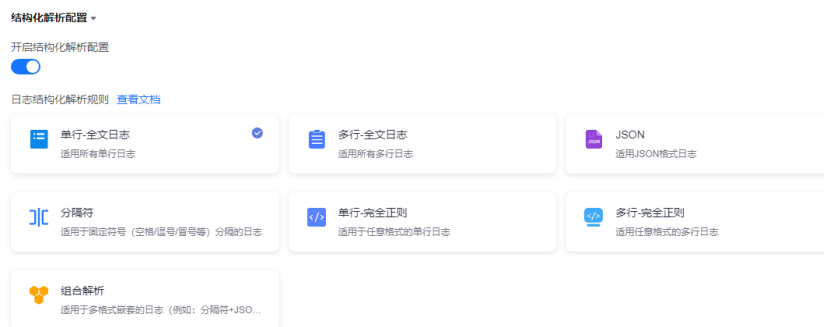 结构化解析配置
开启结构化解析配置
日志结构化解析规则 查看文档
单行-全文日志
适用所有单行日志
多行-全文日志
适用所有多行日志
JSON
适用JSON格式日志
分隔符
适用于固定符号（空格/逗号/冒号等）分隔的日志
单行-完全正则
适用于任意格式的单行日志
多行-完全正则
适用任意格式的多行日志
组合解析
适用于多格式嵌套的日志（例如：分隔符+JSO...